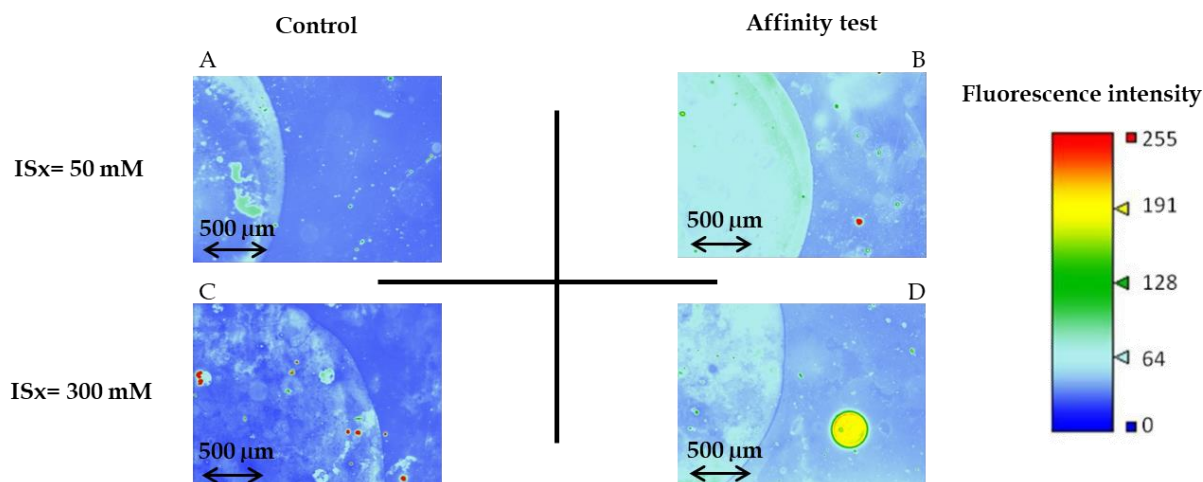 Control
Affinity test
A
B
Fluorescence intensity
ISx= 50 mM
500 µm
500 µm
255
191
128
64
0
C
D
ISx= 300 mM
500 µm
500 µm